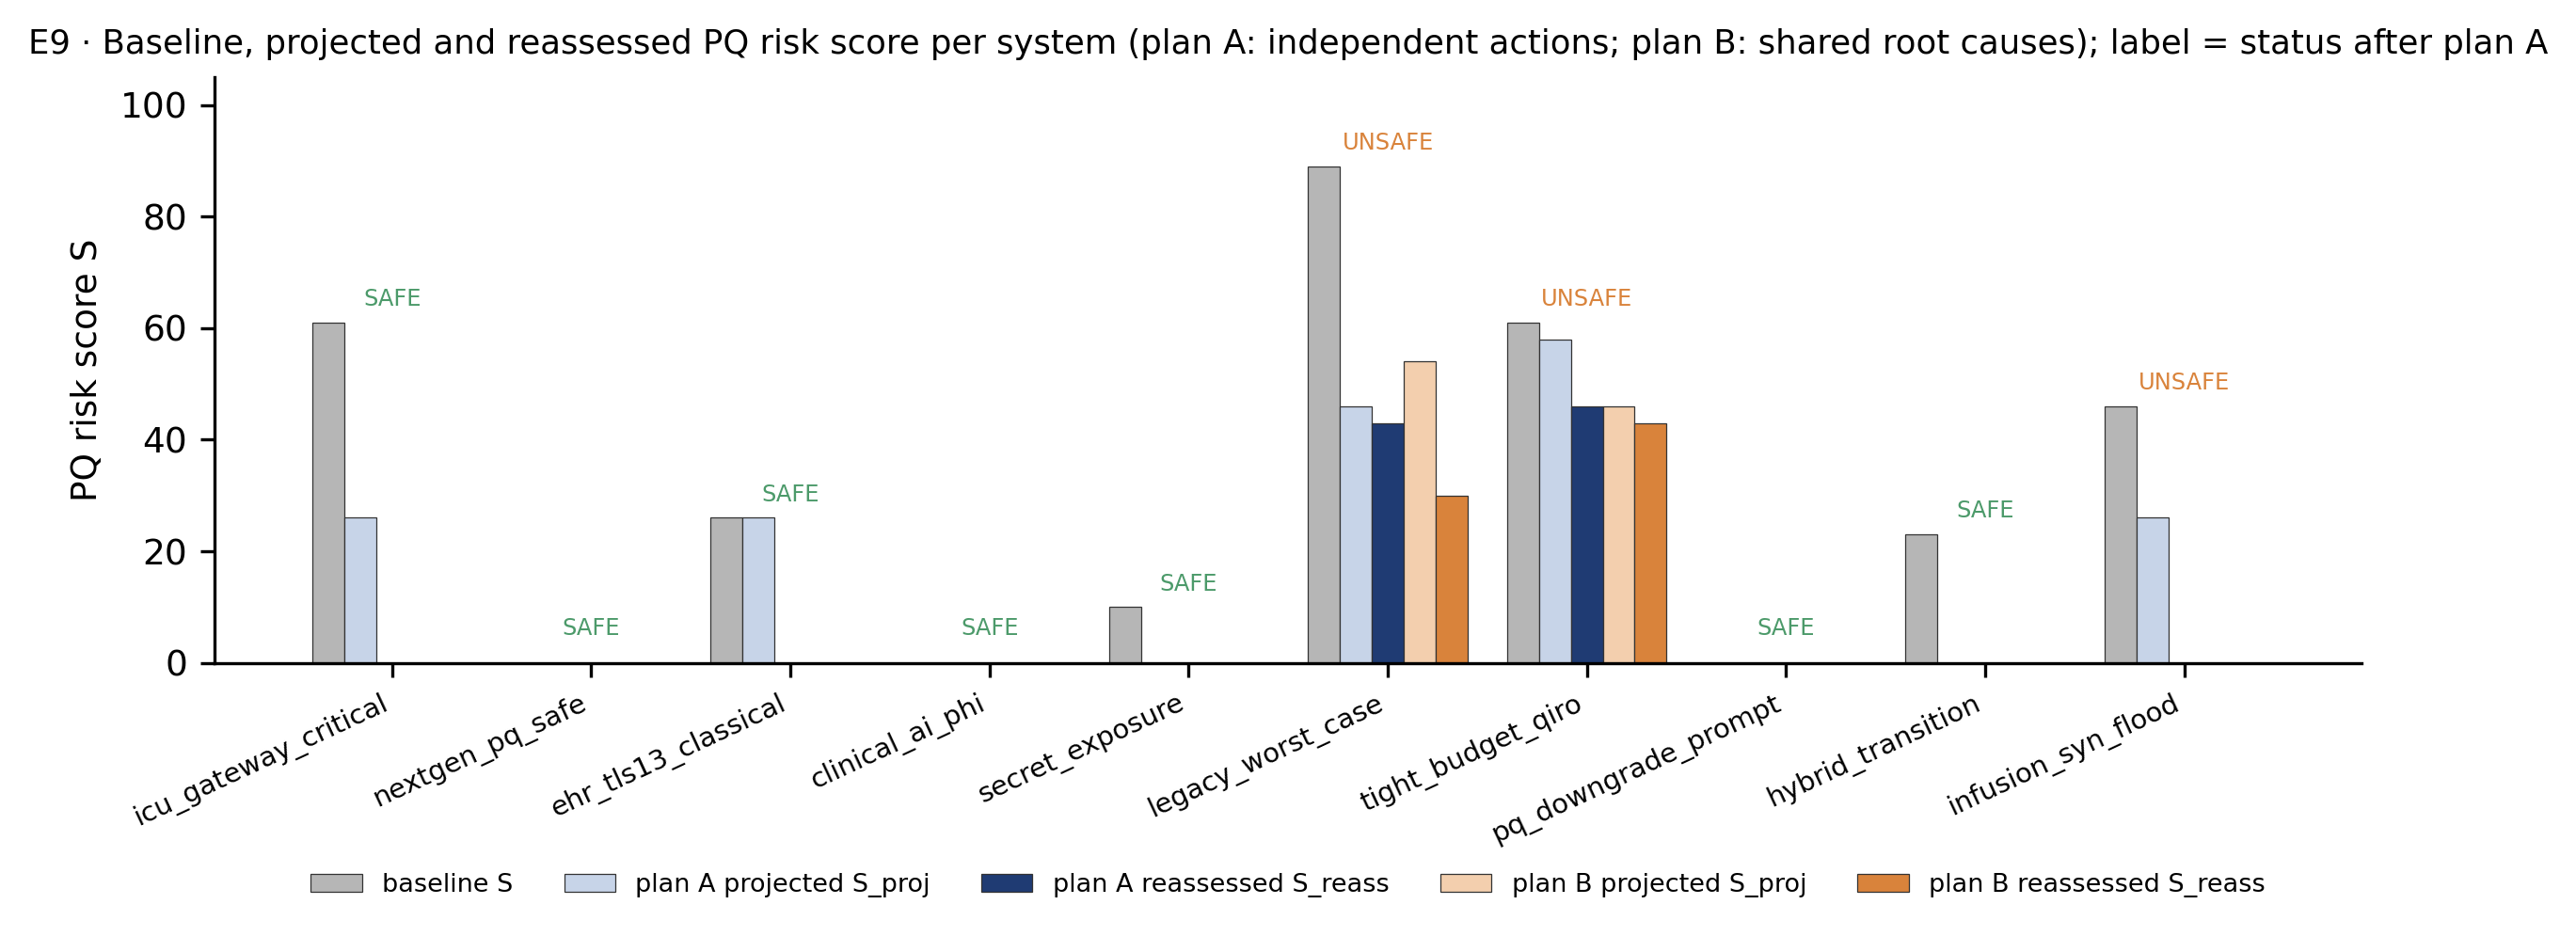 E9 · Baseline, projected and reassessed PQ risk score per system (plan A: independent actions; plan B: shared root causes); label = status after plan A
PQ risk score S
100
80
60
40
20
0
SAFE
SAFE
SAFE
SAFE
SAFE
UNSAFE
UNSAFE
SAFE
SAFE
UNSAFE
icu_gateway_critical
nextgen_pq_safe
ehr_tls13_classical
clinical_ai_phi
secret_exposure
legacy_worst_case
tight_budget_qiro
pq_downgrade_prompt
hybrid_transition
infusion_syn_flood
baseline S
plan A projected S_proj
plan A reassessed S_reass
plan B projected S_proj
plan B reassessed S_reass